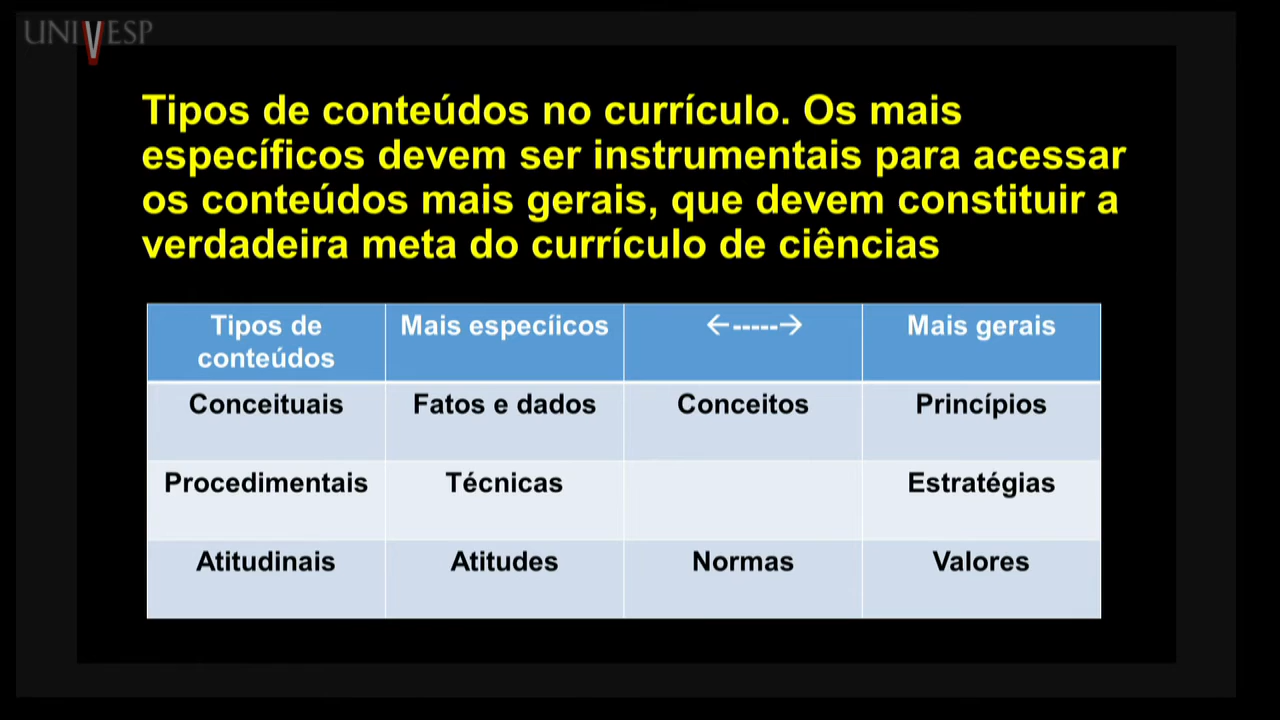 UNIVESP
Tipos de conteúdos no currículo. Os mais
específicos devem ser instrumentais para acessar
os conteúdos mais gerais, que devem constituir a
verdadeira meta do currículo de ciências
Tipos de conteúdos Mais especíicos ←-----→ Mais gerais
Conceituais Fatos e dados Conceitos Princípios
Procedimentais Técnicas Estratégias
Atitudinais Atitudes Normas Valores